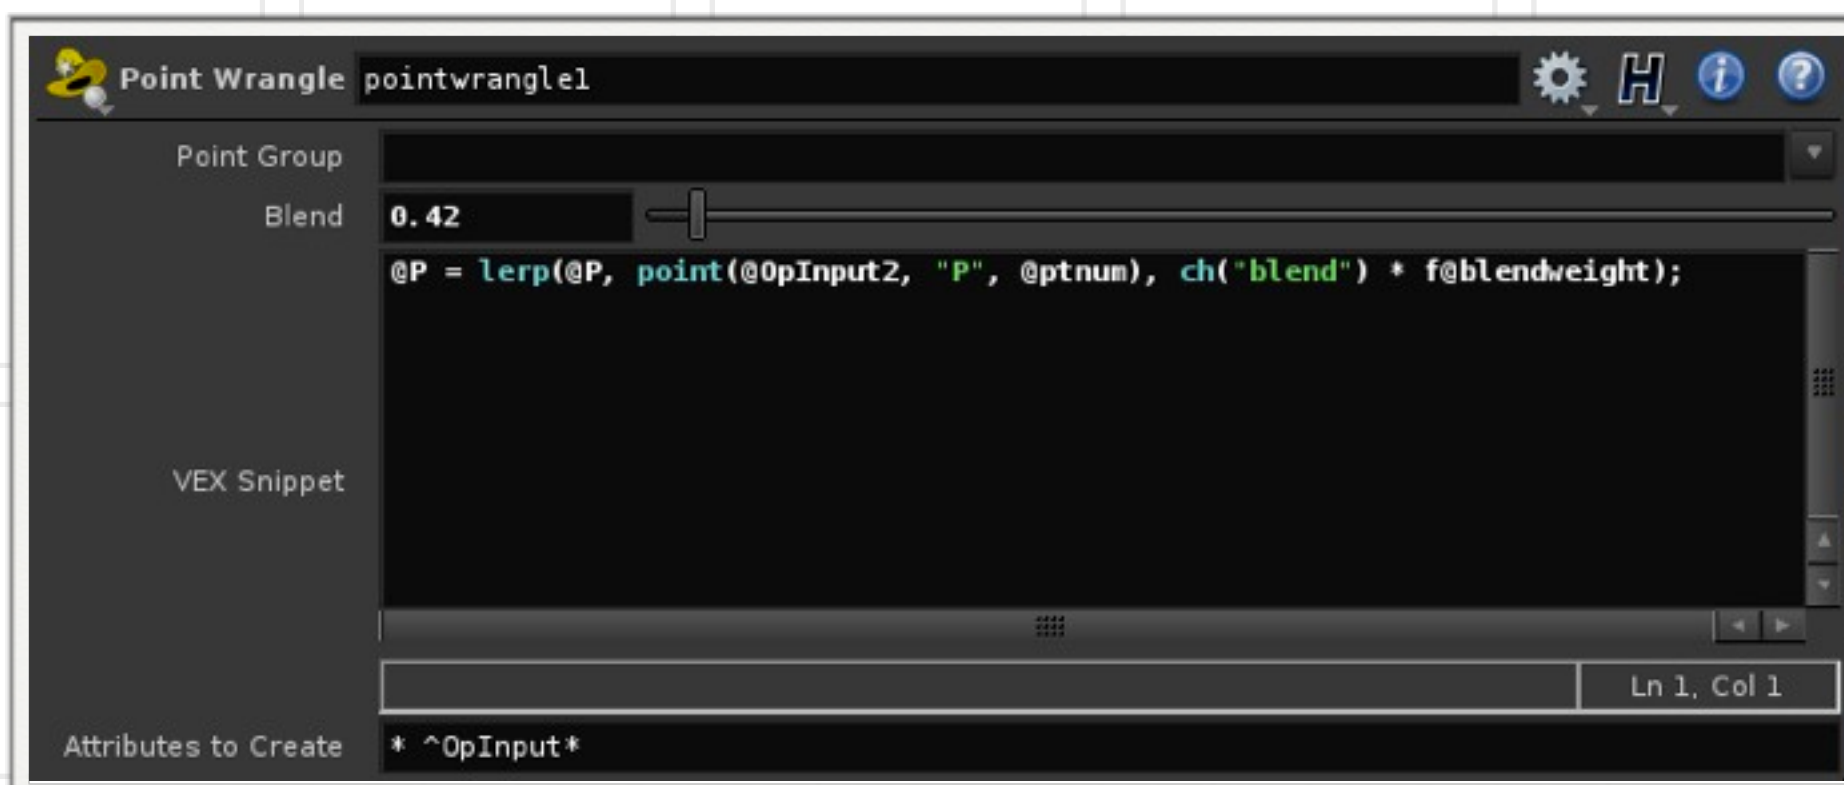 Point Wrangle pointwrangle1
Point Group
Blend 0.42
@P = lerp(@P, point(@OpInput2, "P", @ptnum), ch("blend") * f@blendweight);
VEX Snippet
Ln 1, Col 1
Attributes to Create * ^OpInput*